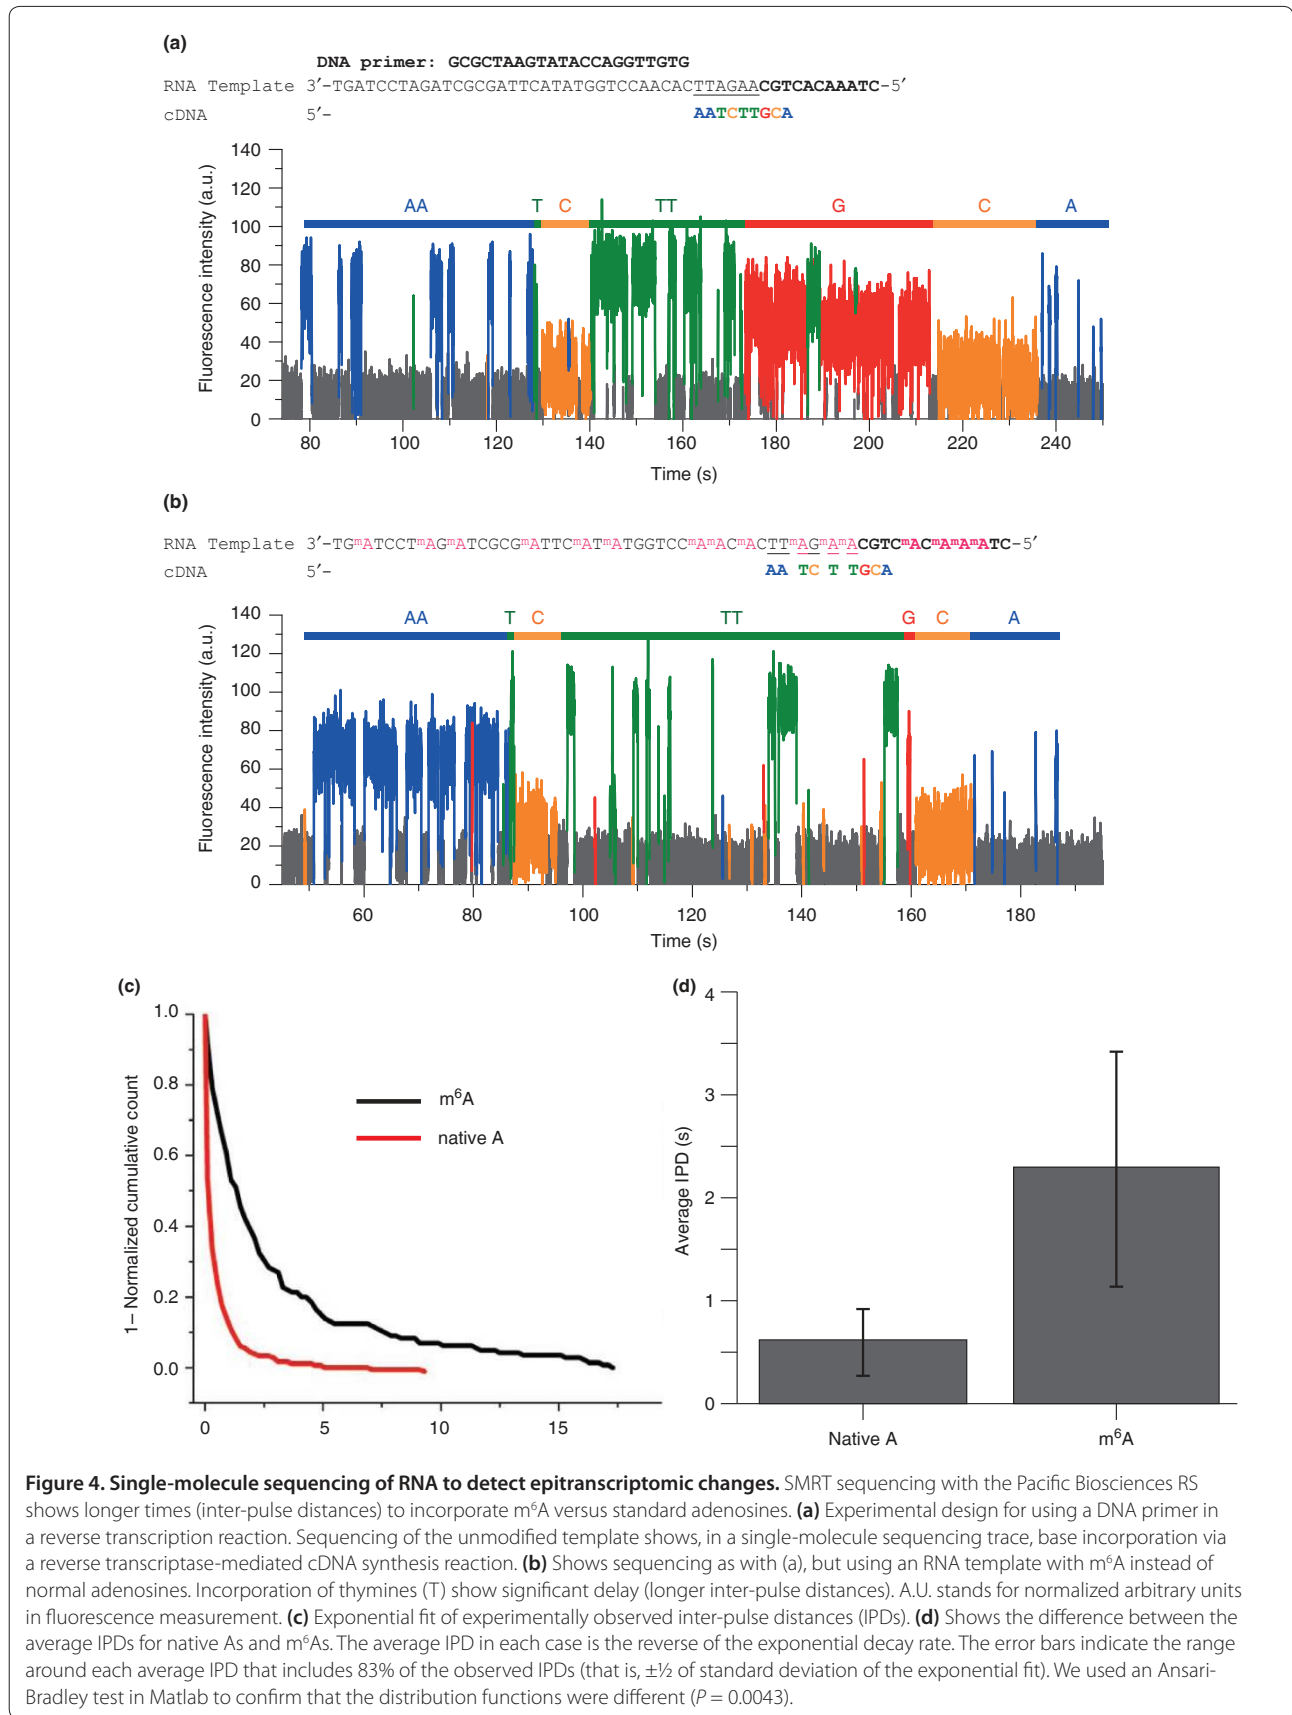 (a)
DNA primer: GCGCTAAGTATACCAGGTTGTG
RNA Template 3′-TGATCCTAGATCGCGATTCATATGGTCCAACACTTAGAACGTCACAAATC-5′
cDNA 5′- AATCTTGCA
AA T C TT G C A
Fluorescence intensity (a.u.)
140
120
100
80
60
40
20
0
80 100 120 140 160 180 200 220 240
Time (s)
(b)
RNA Template 3′-TGmATCCTmAGmATCGCGmATTCmATmATGGTCCmAmACmACTTmAGmAmACGTCmACmAmAmATC-5′
cDNA 5′- AA TC T TGCA
AA T C TT G C A
Fluorescence intensity (a.u.)
140
120
100
80
60
40
20
0
60 80 100 120 140 160 180
Time (s)
(c)
1– Normalized cumulative count
1.0
0.8
0.6
0.4
0.2
0.0
m⁶A
native A
0 5 10 15
(d)
Average IPD (s)
4
3
2
1
0
Native A m⁶A
Figure 4. Single-molecule sequencing of RNA to detect epitranscriptomic changes. SMRT sequencing with the Pacific Biosciences RS
shows longer times (inter-pulse distances) to incorporate m⁶A versus standard adenosines. (a) Experimental design for using a DNA primer in
a reverse transcription reaction. Sequencing of the unmodified template shows, in a single-molecule sequencing trace, base incorporation via
a reverse transcriptase-mediated cDNA synthesis reaction. (b) Shows sequencing as with (a), but using an RNA template with m⁶A instead of
normal adenosines. Incorporation of thymines (T) show significant delay (longer inter-pulse distances). A.U. stands for normalized arbitrary units
in fluorescence measurement. (c) Exponential fit of experimentally observed inter-pulse distances (IPDs). (d) Shows the difference between the
average IPDs for native As and m⁶As. The average IPD in each case is the reverse of the exponential decay rate. The error bars indicate the range
around each average IPD that includes 83% of the observed IPDs (that is, ±½ of standard deviation of the exponential fit). We used an Ansari-
Bradley test in Matlab to confirm that the distribution functions were different (P = 0.0043).